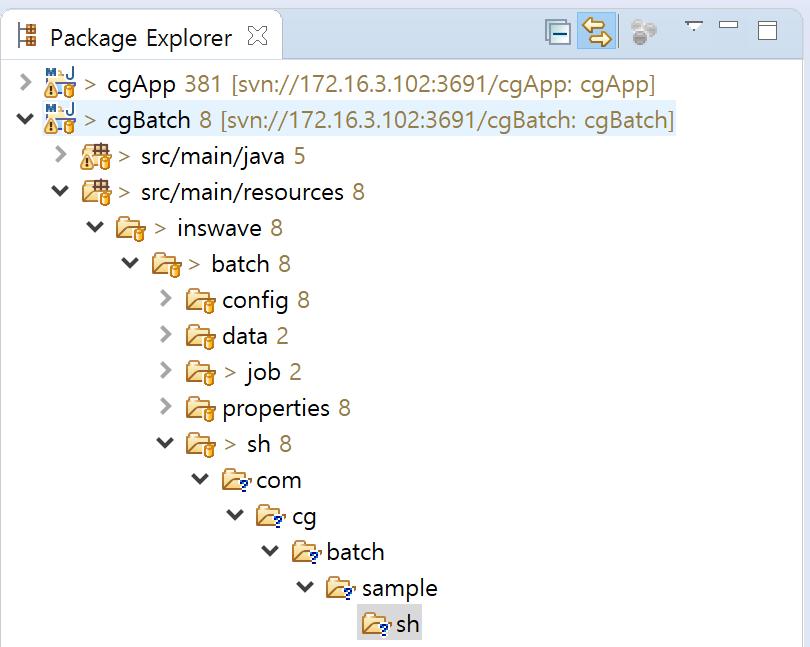 Package Explorer
> cgApp 381 [svn://172.16.3.102:3691/cgApp: cgApp]
> cgBatch 8 [svn://172.16.3.102:3691/cgBatch: cgBatch]
> src/main/java 5
> src/main/resources 8
> inswave 8
> batch 8
config 8
data 2
> job 2
properties 8
> sh 8
com
cg
batch
sample
sh